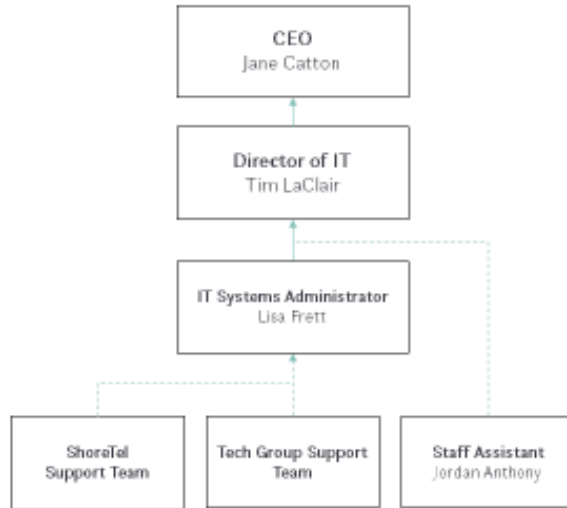 CEO
Jane Catton
Director of IT
Tim LaClair
IT Systems Administrator
Lisa Frett
ShoreTel
Support Team
Tech Group Support
Team
Staff Assistant
Jordan Anthony